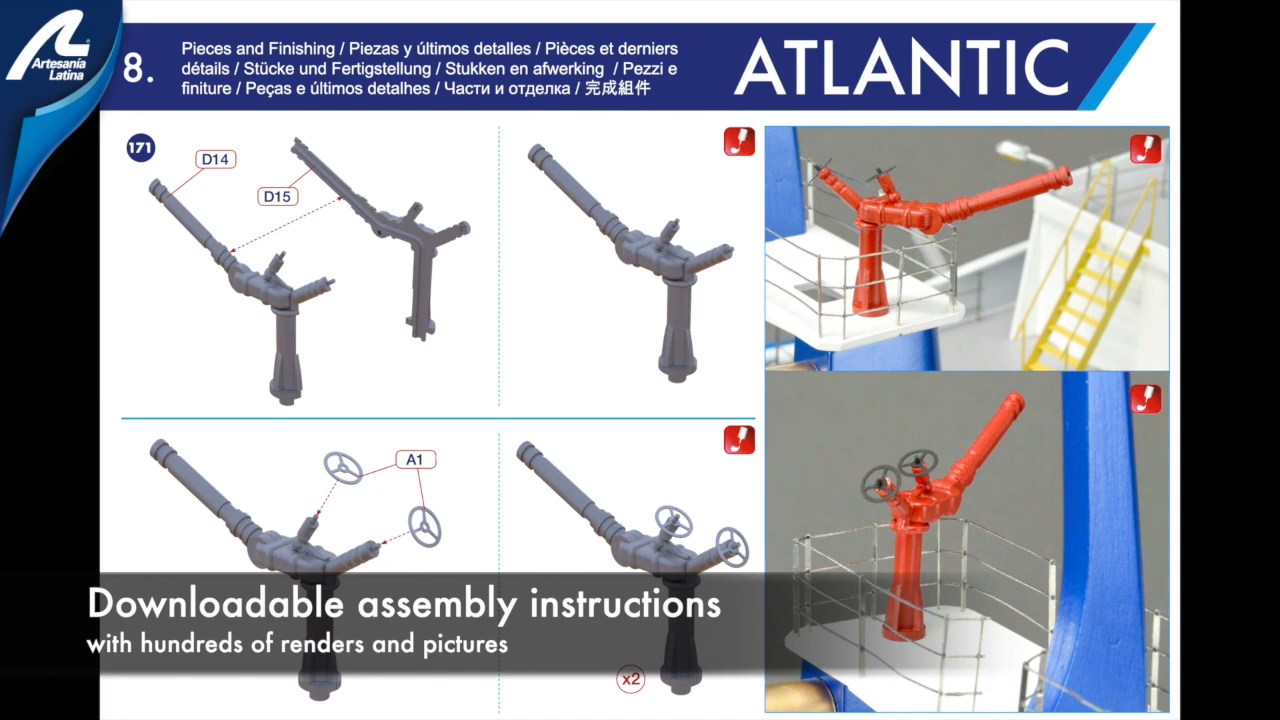 Artesanía
Latina
8.
Pieces and Finishing / Piezas y últimos detalles / Pièces et derniers
détails / Stücke und Fertigstellung / Stukken en afwerking / Pezzi e
finiture / Peças e últimos detalhes / Части и отделка / 完成組件
ATLANTIC
171
D14
D15
A1
x2
Downloadable assembly instructions
with hundreds of renders and pictures